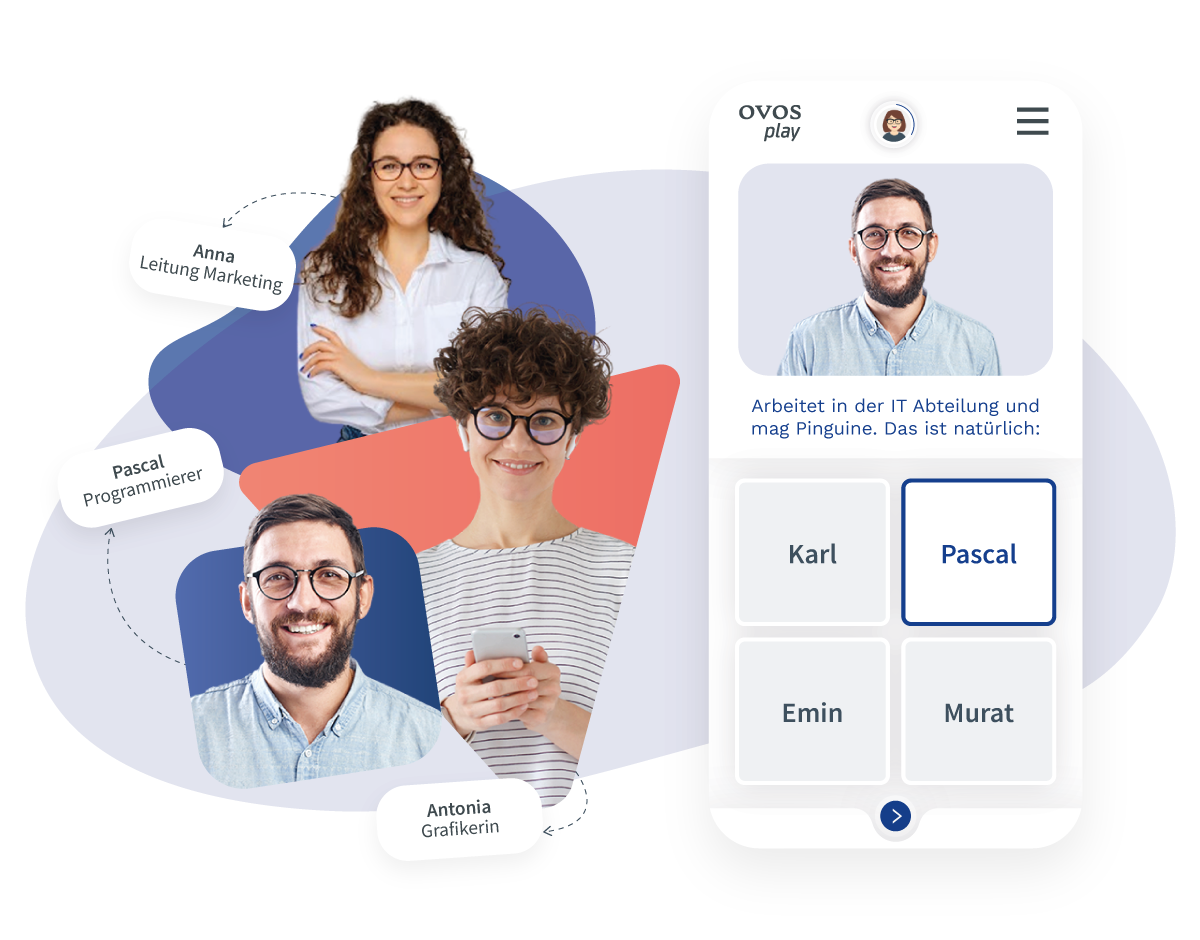 Anna
Leitung Marketing
Pascal
Programmierer
Antonia
Grafikerin
ovos
play
Arbeitet in der IT Abteilung und
mag Pinguine. Das ist natürlich:
Karl
Pascal
Emin
Murat